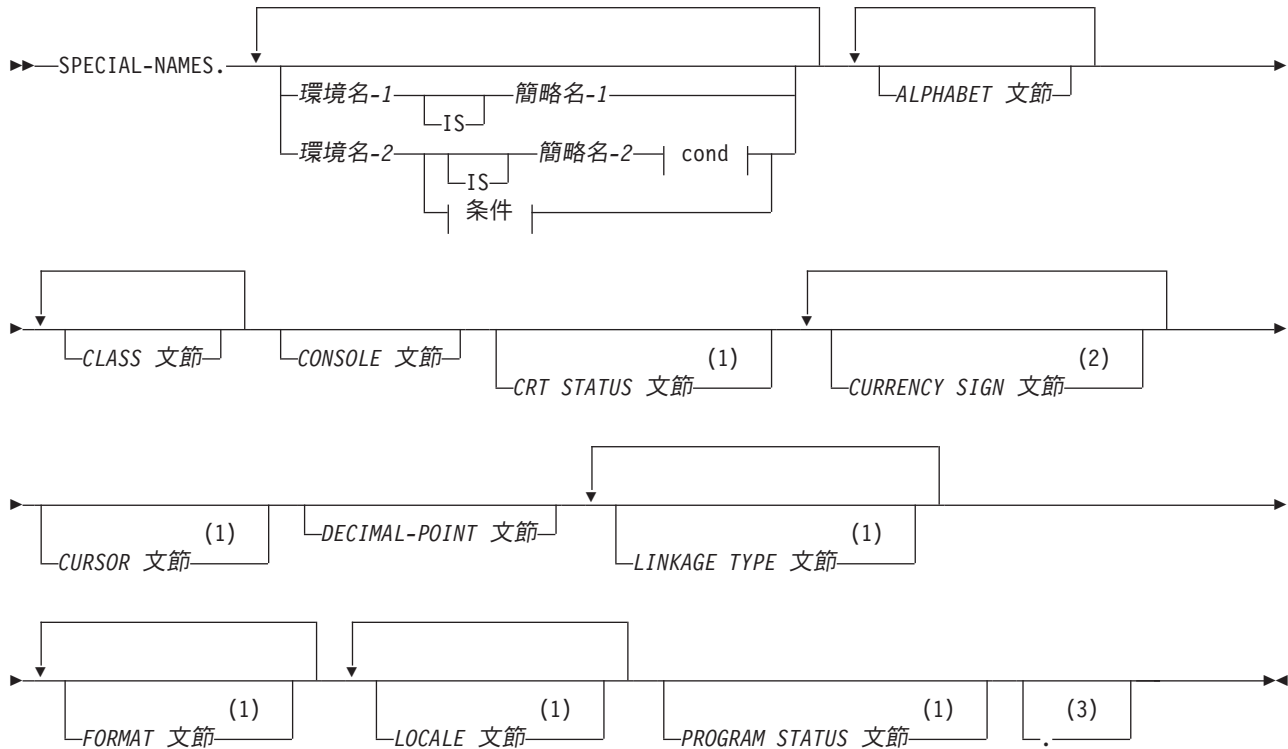 SPECIAL-NAMES.
環境名-1 IS 簡略名-1
環境名-2 IS 簡略名-2 cond
条件
ALPHABET 文節
CLASS 文節
CONSOLE 文節
(1)
CRT STATUS 文節
(2)
CURRENCY SIGN 文節
(1)
CURSOR 文節
DECIMAL-POINT 文節
(1)
LINKAGE TYPE 文節
(1)
FORMAT 文節
(1)
LOCALE 文節
(1)
PROGRAM STATUS 文節
(3)
.